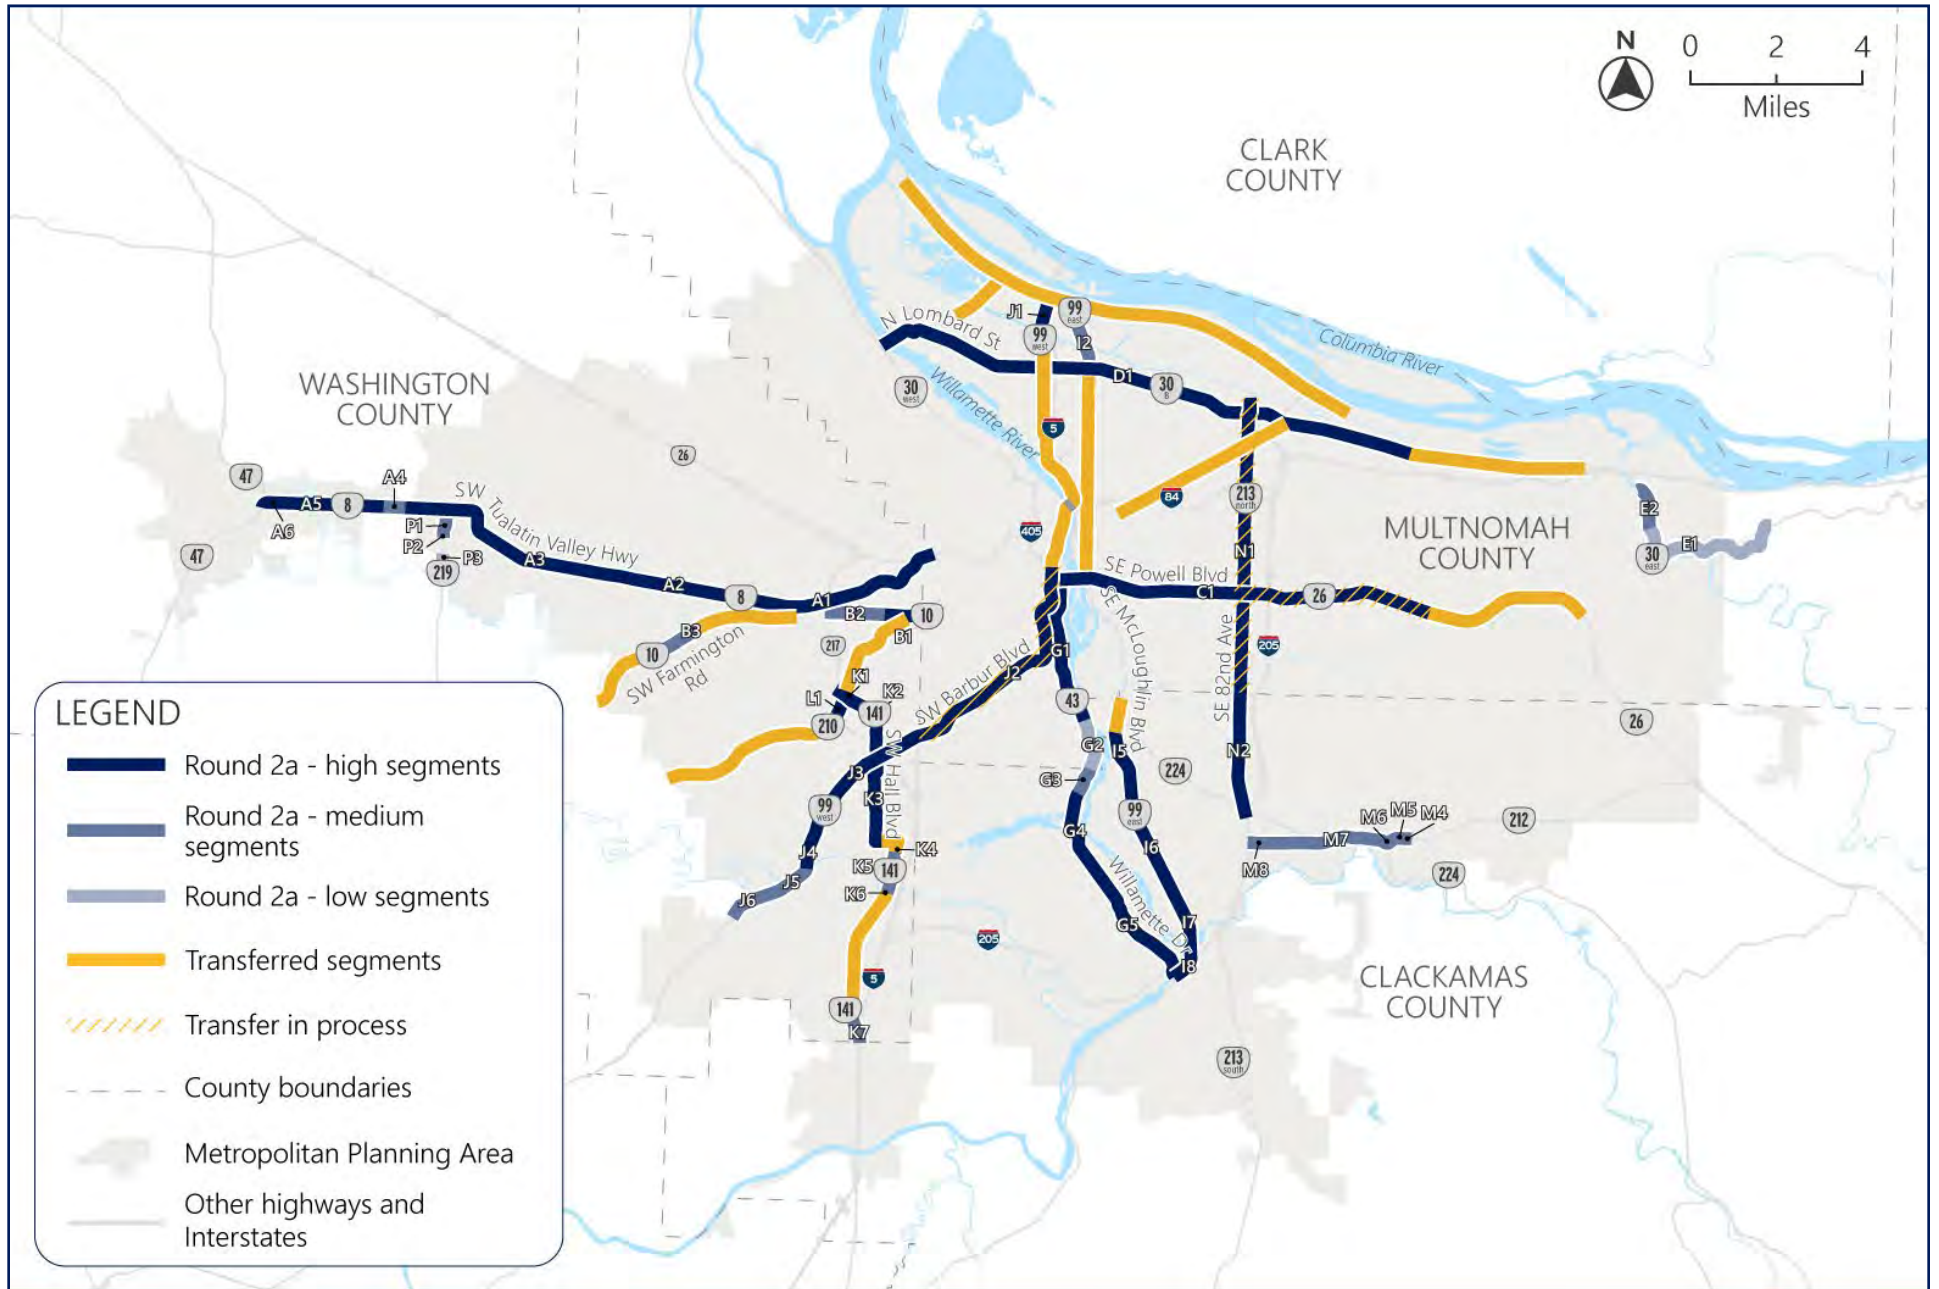 N
0 2 4
Miles
CLARK
COUNTY
J1
99
east
N Lombard St
99
west
I2
Columbia River
WASHINGTON
COUNTY
30
west
Willamette River
D1
30
B
5
47
26
A4
SW Tualatin Valley Hwy
A5
8
A6
P1
P2
P3
219
47
A3
84
213
north
405
MULTNOMAH
COUNTY
E2
E1
30
east
N1
SE Powell Blvd
C1
26
A2
8
A1
B2
10
B1
B3
10
SW Farmington
Rd
217
SE McLoughlin Blvd
SE 82nd Ave
205
G1
SW Barbur Blvd
J2
K1
K2
L1
141
210
43
26
LEGEND
Round 2a - high segments
Round 2a - medium
segments
Round 2a - low segments
Transferred segments
Transfer in process
County boundaries
Metropolitan Planning Area
Other highways and
Interstates
SW Hall Blvd
J3
K3
99
west
J4
J5
J6
G2
G3
I5
224
N2
99
east
G4
I6
K4
K5
141
K6
M8
M7
M6
M5
M4
212
224
Willamette Dr
G5
I7
I8
205
5
141
K7
CLACKAMAS
COUNTY
213
south